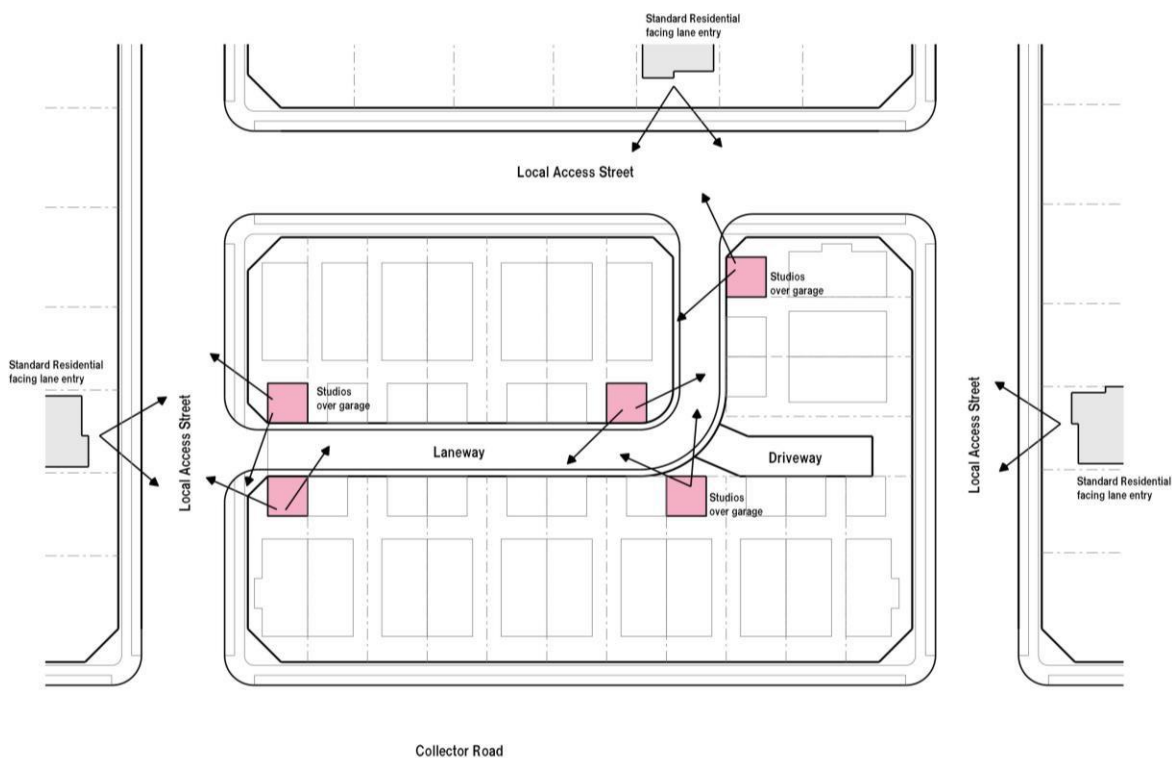 Standard Residential
facing lane entry
Local Access Street
Studios
over garage
Standard Residential
facing lane entry
Studios
over garage
Local Access Street
Local Access Street
Laneway
Driveway
Standard Residential
facing lane entry
Studios
over garage
Collector Road